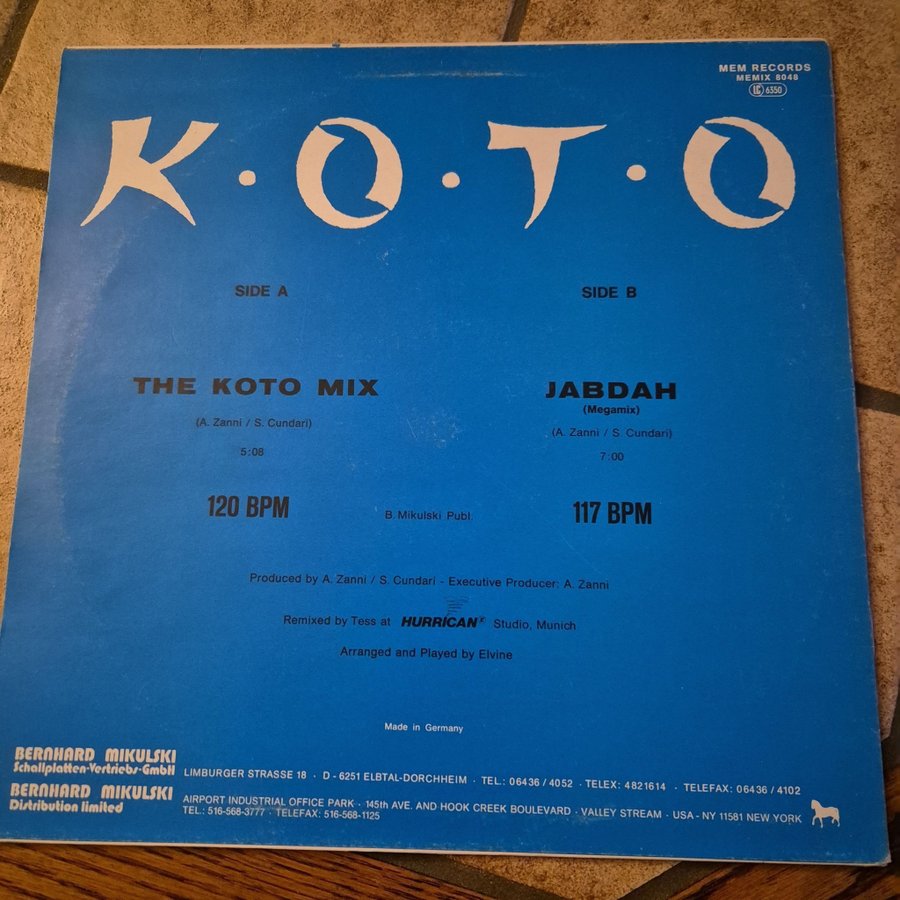 MEM RECORDS
MEMIX 8048
LC 6350
K·O·T·O
SIDE A
SIDE B
THE KOTO MIX
(A. Zanni / S. Cundari)
5:08
120 BPM
JABDAH
(Megamix)
(A. Zanni / S. Cundari)
7:00
117 BPM
B. Mikulski Publ.
Produced by A. Zanni / S. Cundari - Executive Producer: A. Zanni
Remixed by Tess at HURRICAN Studio, Munich
Arranged and Played by Elvine
Made in Germany
BERNHARD MIKULSKI
Schallplatten-Vertriebs-GmbH
LIMBURGER STRASSE 18 · D - 6251 ELBTAL-DORCHHEIM · TEL.: 06436 / 4052 · TELEX: 4821614 · TELEFAX: 06436 / 4102
BERNHARD MIKULSKI
Distribution limited
AIRPORT INDUSTRIAL OFFICE PARK · 145th AVE. AND HOOK CREEK BOULEVARD · VALLEY STREAM · USA - NY 11581 NEW YORK
TEL.: 516-568-3777 · TELEFAX: 516-568-1125